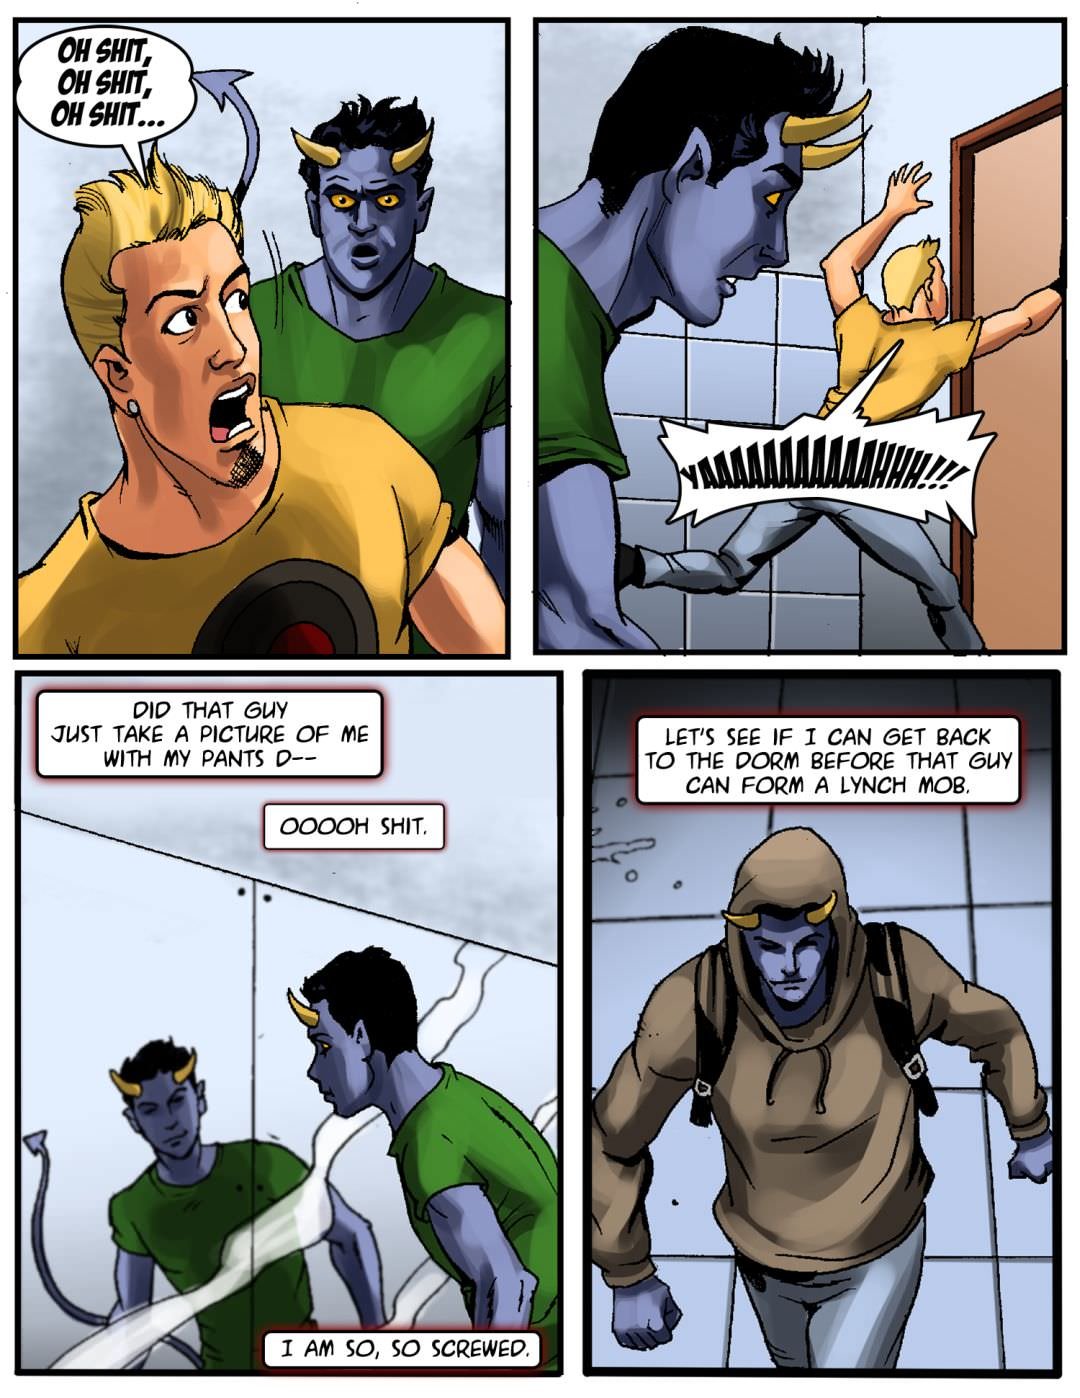 OH SHIT,
OH SHIT,
OH SHIT...
YAAAAAAAAAAAAHHH!!!
DID THAT GUY
JUST TAKE A PICTURE OF ME
WITH MY PANTS D--
OOOOH SHIT.
I AM SO, SO SCREWED.
LET'S SEE IF I CAN GET BACK
TO THE DORM BEFORE THAT GUY
CAN FORM A LYNCH MOB.